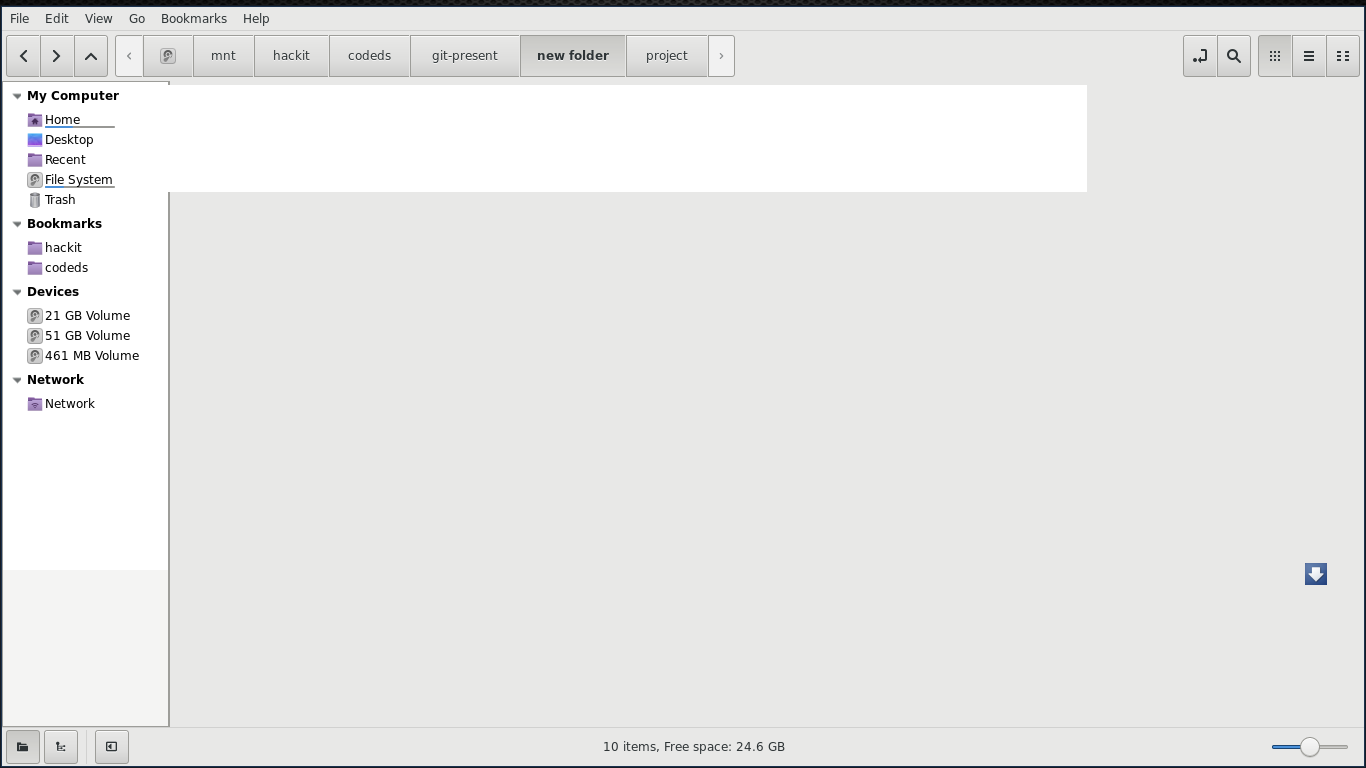 File Edit View Go Bookmarks Help
mnt hackit codeds git-present new folder project
My Computer
Home
Desktop
Recent
File System
Trash
Bookmarks
hackit
codeds
Devices
21 GB Volume
51 GB Volume
461 MB Volume
Network
Network
10 items, Free space: 24.6 GB